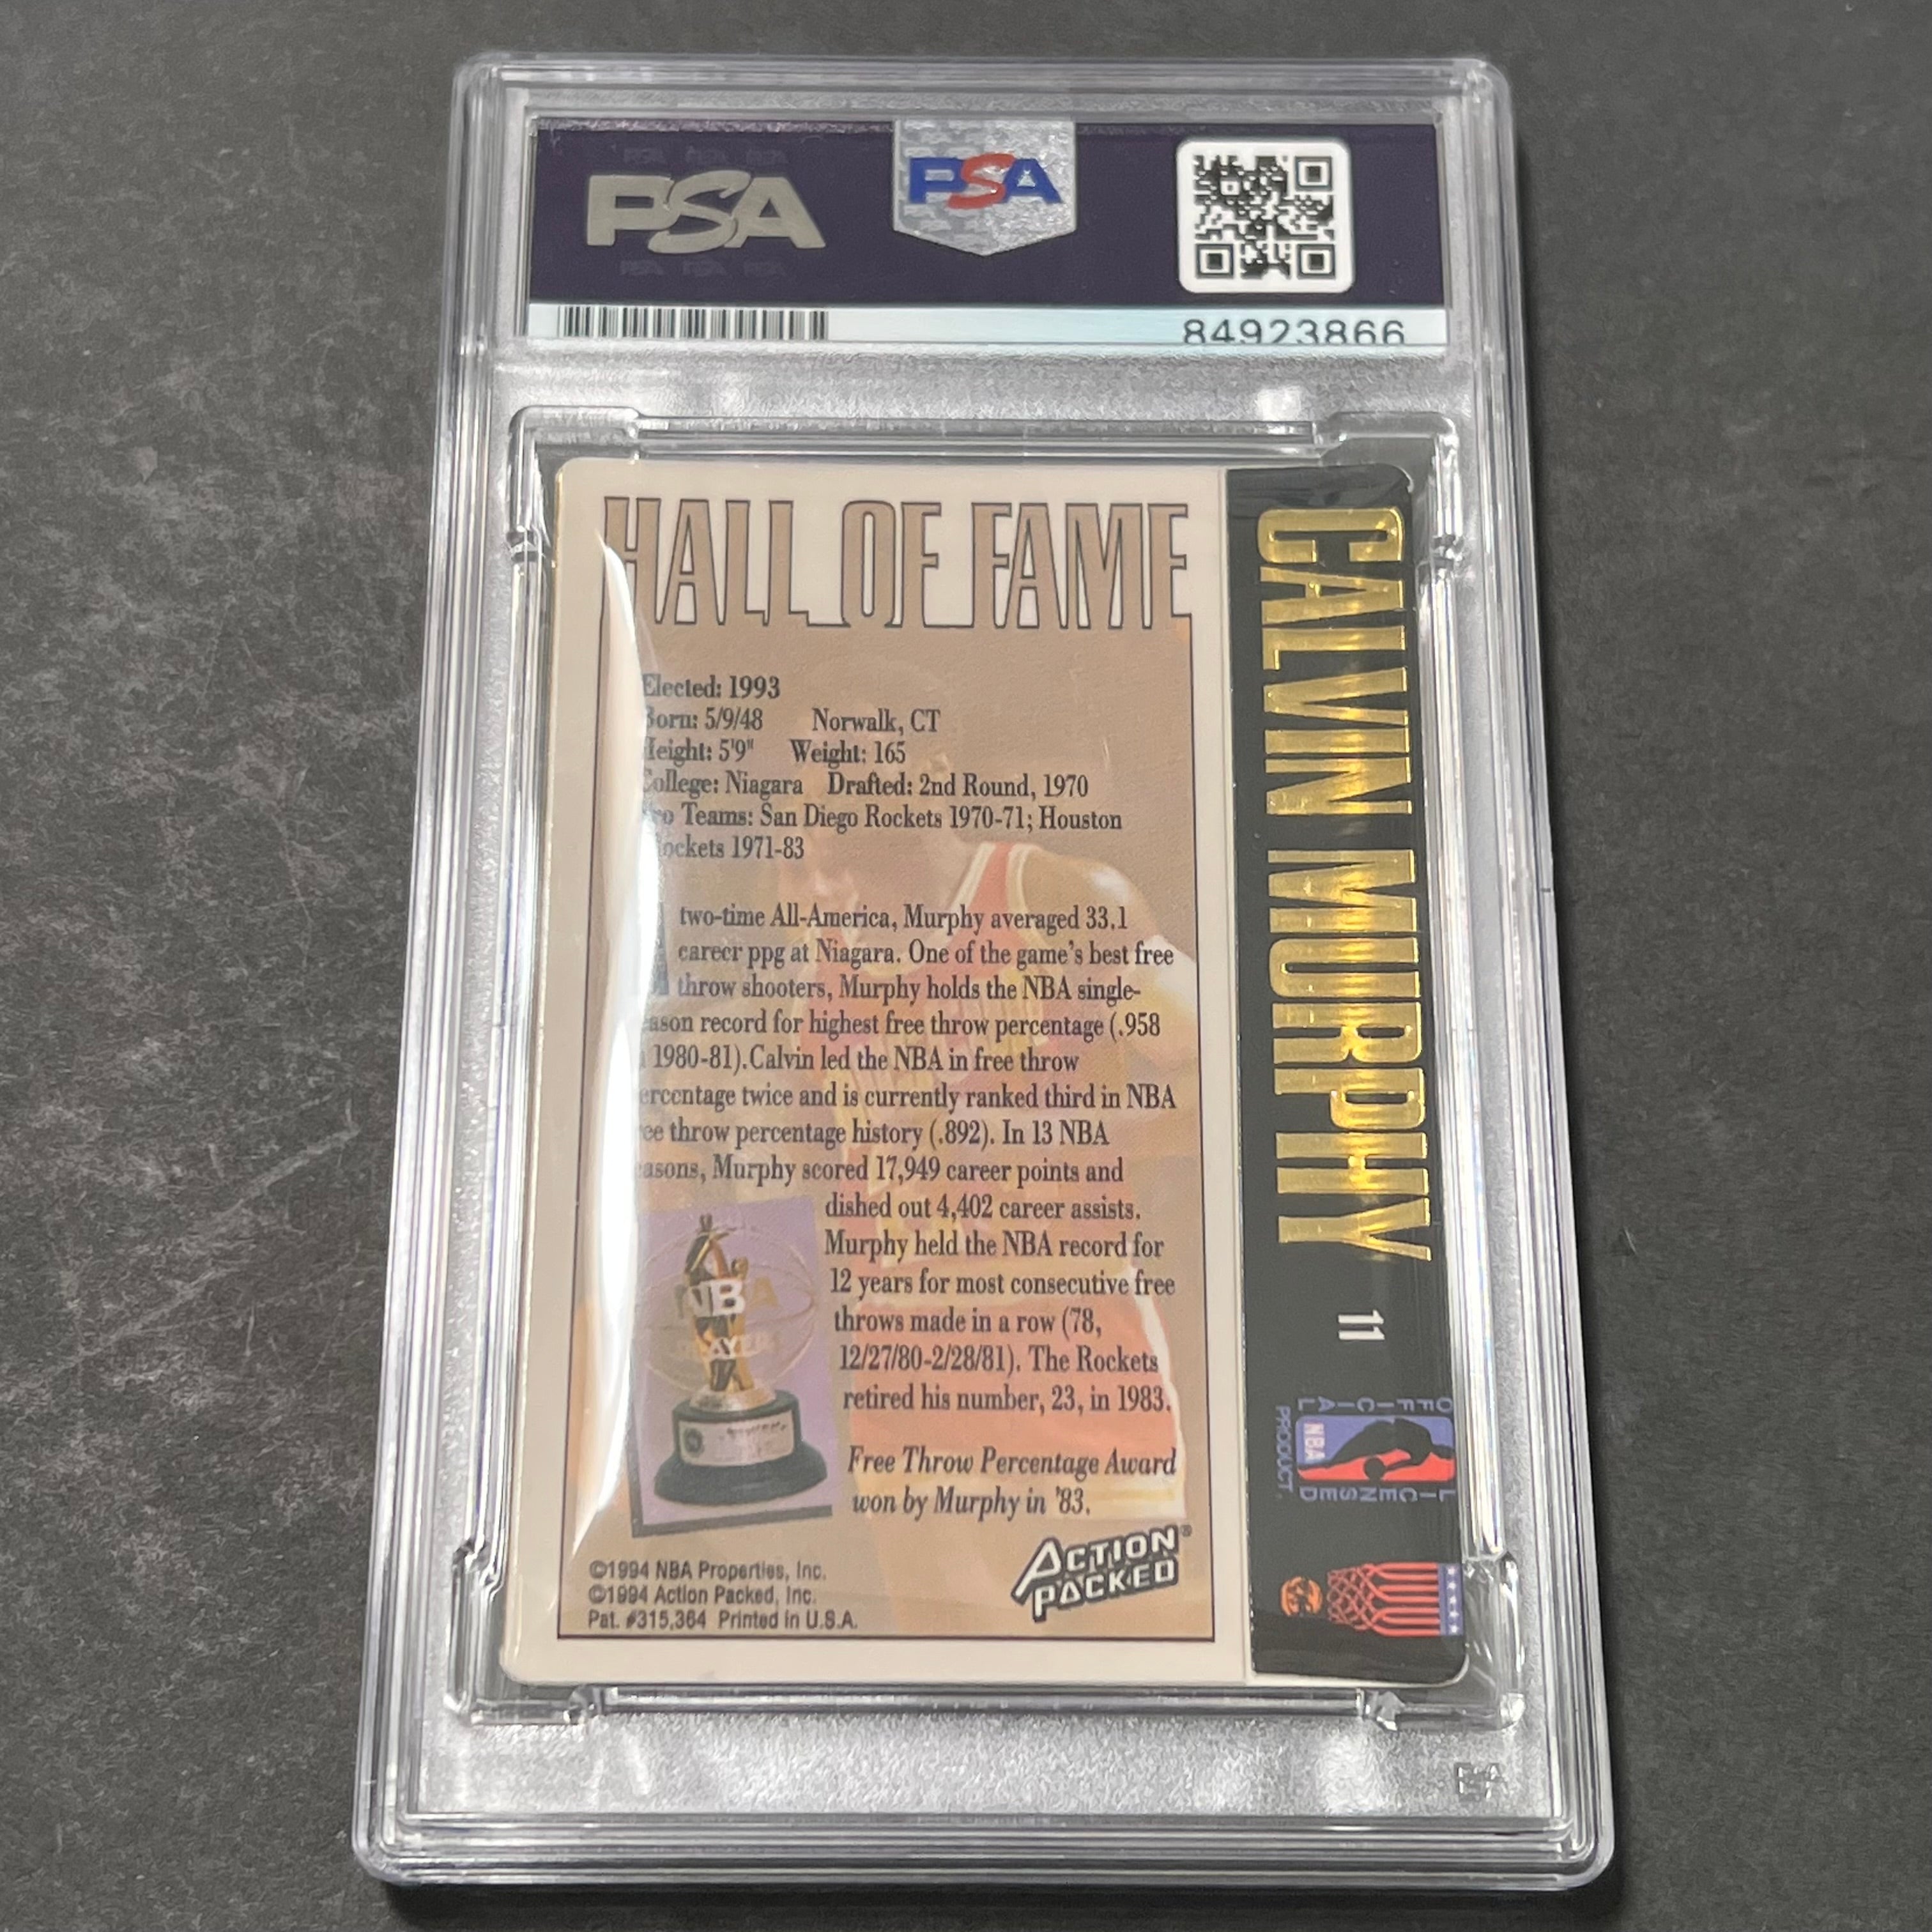 PSA
PSA
84923866
HALL OF FAME
CALVIN MURPHY 11
Elected: 1993
Born: 5/9/48 Norwalk, CT
Height: 5'9" Weight: 165
College: Niagara Drafted: 2nd Round, 1970
Teams: San Diego Rockets 1970-71; Houston
Rockets 1971-83
A two-time All-America, Murphy averaged 33.1
career ppg at Niagara. One of the game's best free
throw shooters, Murphy holds the NBA single-
eason record for highest free throw percentage (.958
1980-81).Calvin led the NBA in free throw
ercentage twice and is currently ranked third in NBA
ee throw percentage history (.892). In 13 NBA
easons, Murphy scored 17,949 career points and
dished out 4,402 career assists.
Murphy held the NBA record for
12 years for most consecutive free
throws made in a row (78,
12/27/80-2/28/81). The Rockets
retired his number, 23, in 1983.
Free Throw Percentage Award
won by Murphy in '83.
NBA
©1994 NBA Properties, Inc.
©1994 Action Packed, Inc.
Pat. #315,364 Printed in U.S.A.
ACTION PACKED®
OFFICIAL LICENSED
NBA
PRODUCT